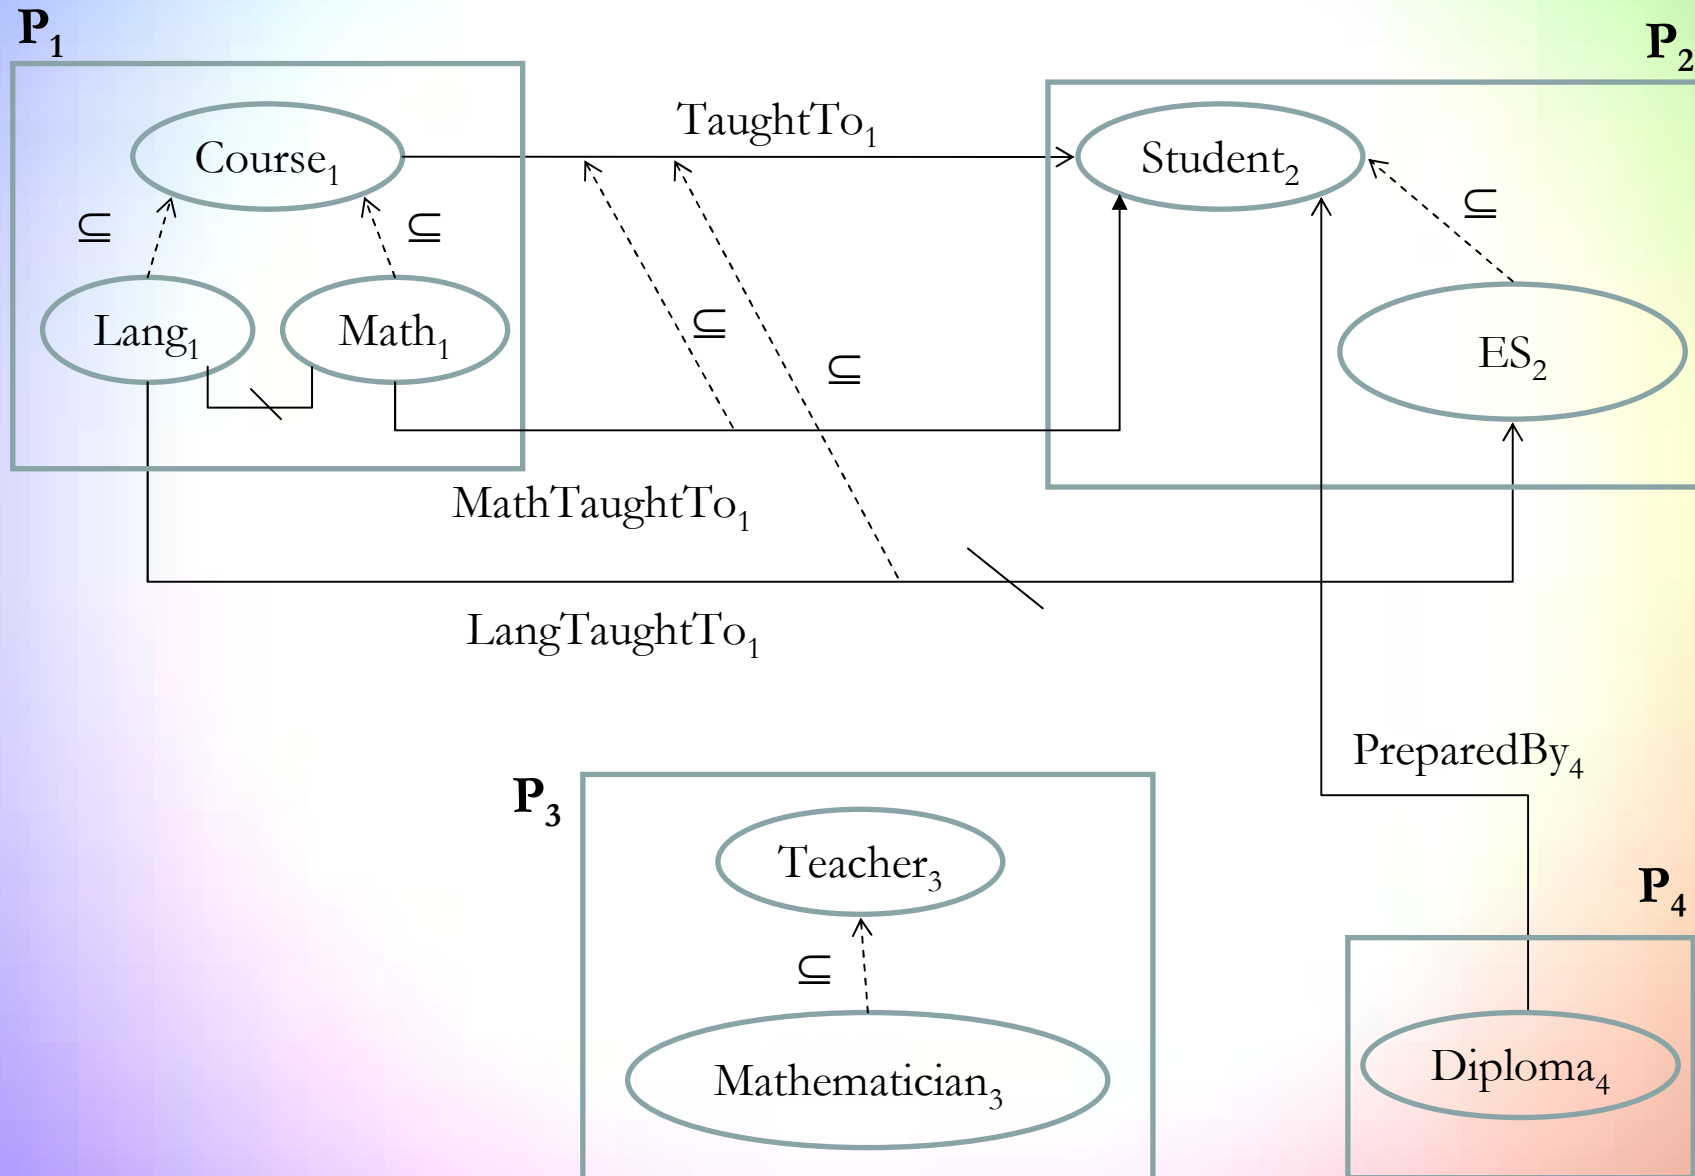 P₁
P₂
TaughtTo₁
Course₁
Student₂
⊆
⊆
⊆
Lang₁
Math₁
⊆
⊆
ES₂
MathTaughtTo₁
LangTaughtTo₁
PreparedBy₄
P₃
Teacher₃
P₄
⊆
Mathematician₃
Diploma₄